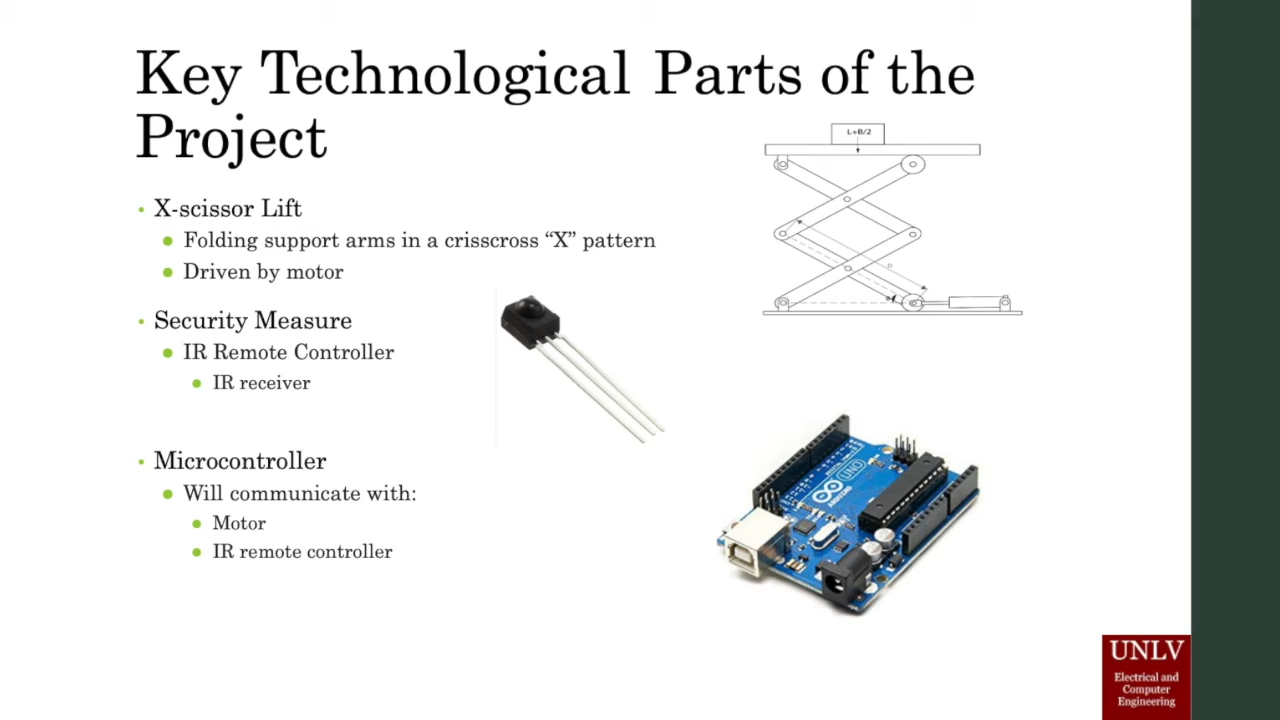 Key Technological Parts of the
Project
L+B/2
• X-scissor Lift
● Folding support arms in a crisscross “X” pattern
● Driven by motor
• Security Measure
● IR Remote Controller
● IR receiver
• Microcontroller
● Will communicate with:
● Motor
● IR remote controller
UNO
ARDUINO
UNLV
Electrical and
Computer
Engineering